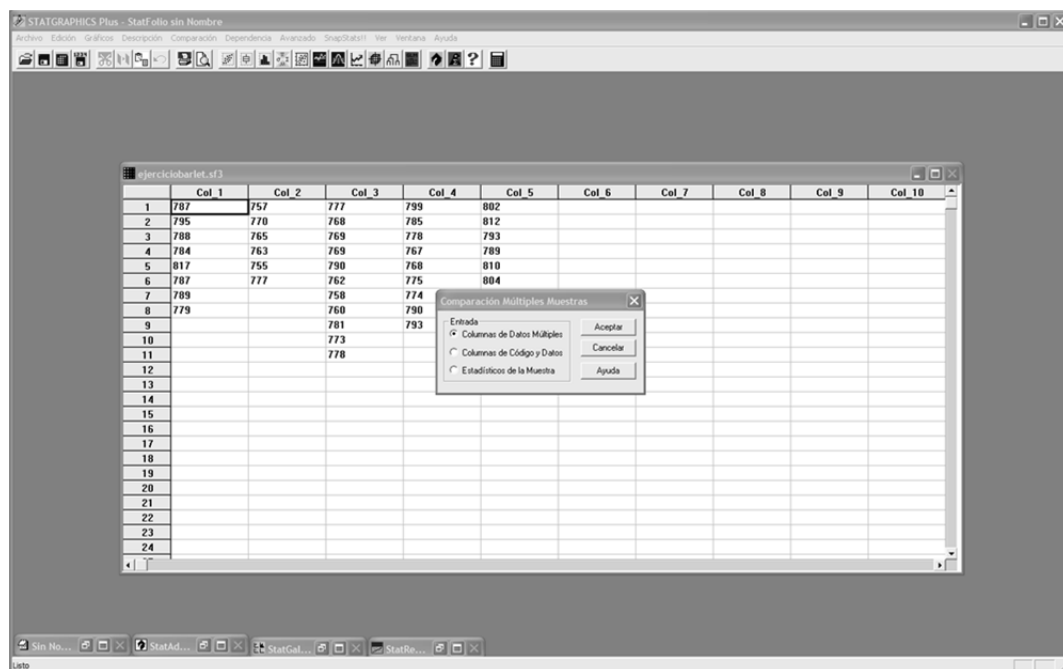 STATGRAPHICS Plus - StatFolio sin Nombre
Archivo Edición Gráficos Descripción Comparación Dependencia Avanzado SnapStats!! Ver Ventana Ayuda
ejerciciobarlet.sf3
Col_1 Col_2 Col_3 Col_4 Col_5 Col_6 Col_7 Col_8 Col_9 Col_10
1 787 757 777 799 802
2 795 770 768 785 812
3 788 765 769 778 793
4 784 763 769 767 789
5 817 755 790 768 810
6 787 777 762 775 804
7 789 758 774
8 779 760 790
9 781 793
10 773
11 778
12
13
14
15
16
17
18
19
20
21
22
23
24
Comparación Múltiples Muestras
Entrada
Columnas de Datos Múltiples
Columnas de Código y Datos
Estadísticos de la Muestra
Aceptar
Cancelar
Ayuda
Sin No... StatAd... StatGal... StatRe...
Listo